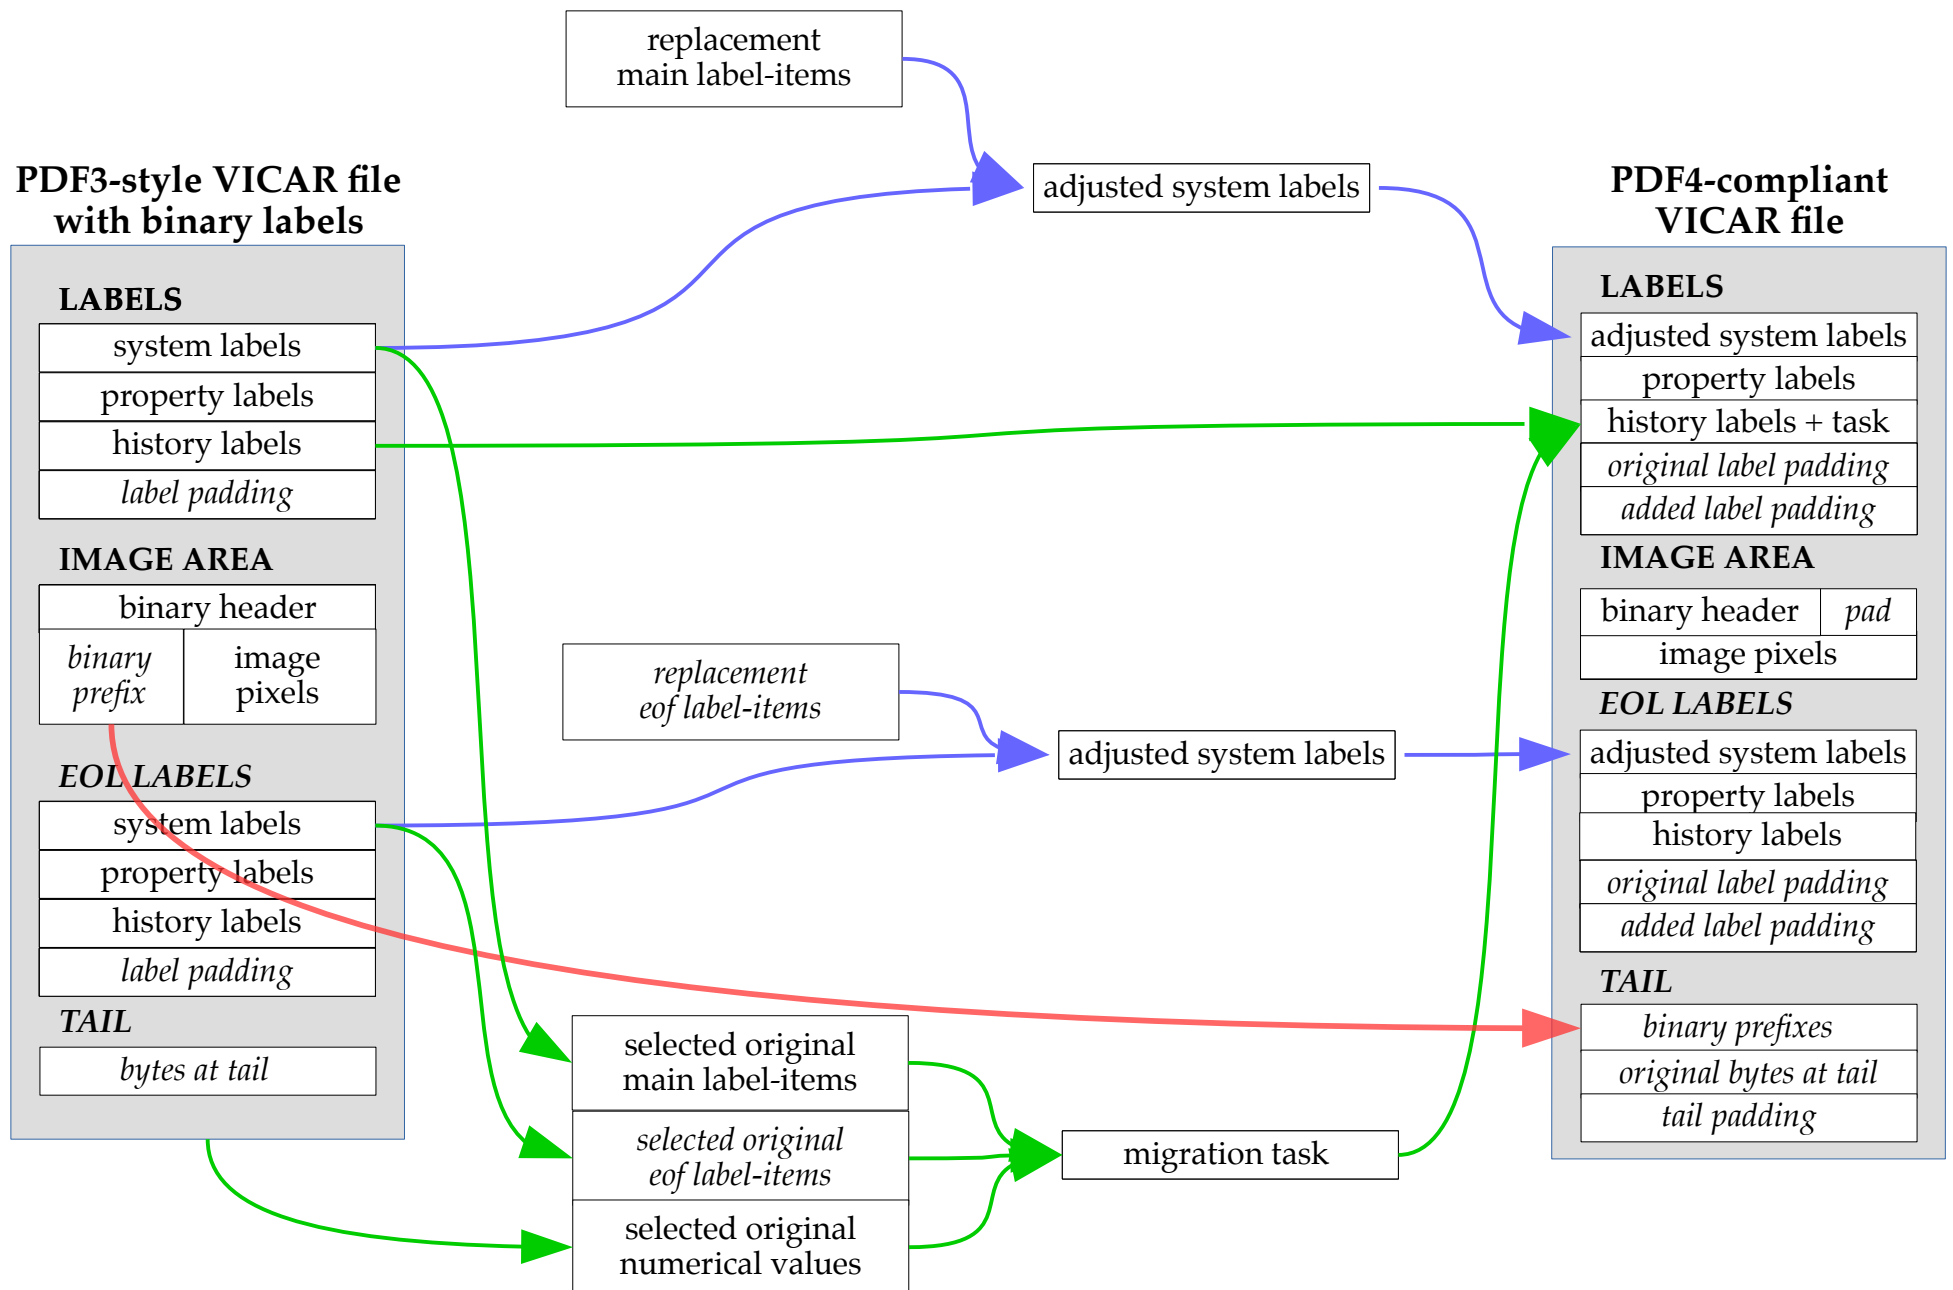 replacement
main label-items
adjusted system labels
PDF3-style VICAR file
with binary labels
LABELS
system labels
property labels
history labels
label padding
IMAGE AREA
binary header
binary
prefix
image
pixels
EOL LABELS
system labels
property labels
history labels
label padding
TAIL
bytes at tail
replacement
eof label-items
adjusted system labels
selected original
main label-items
selected original
eof label-items
selected original
numerical values
migration task
PDF4-compliant
VICAR file
LABELS
adjusted system labels
property labels
history labels + task
original label padding
added label padding
IMAGE AREA
binary header
pad
image pixels
EOL LABELS
adjusted system labels
property labels
history labels
original label padding
added label padding
TAIL
binary prefixes
original bytes at tail
tail padding